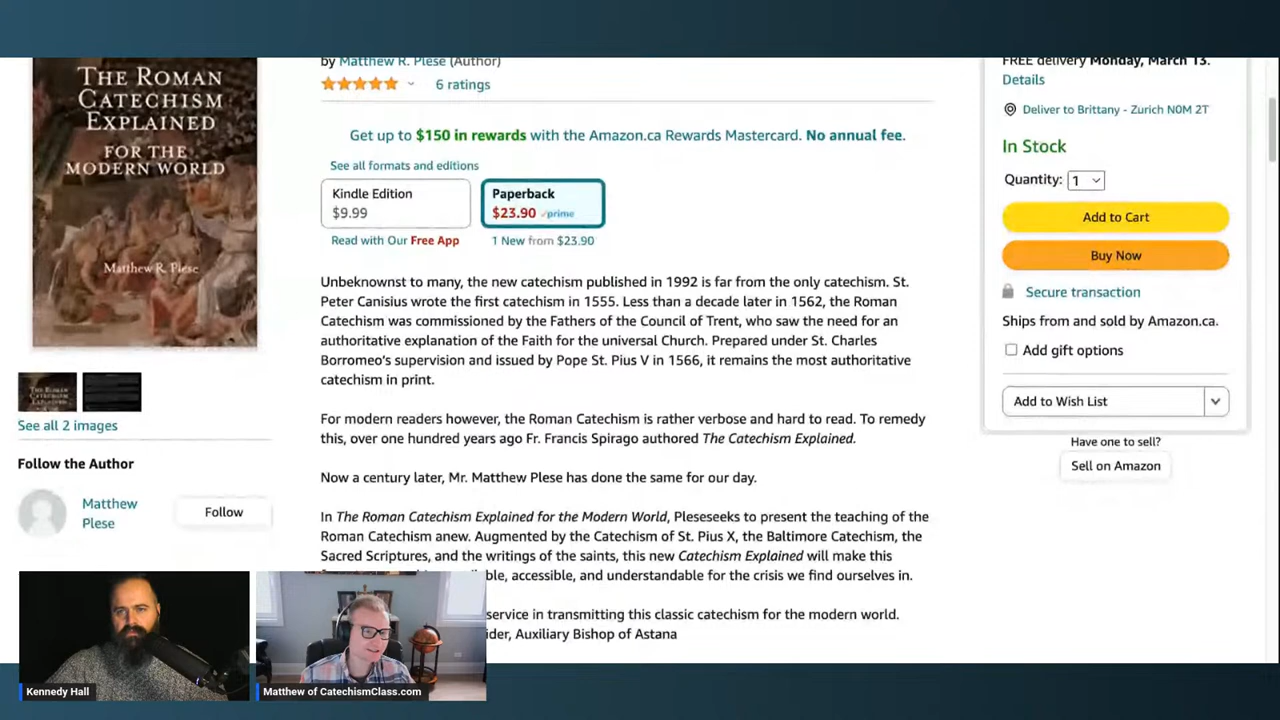 THE ROMAN
CATECHISM
EXPLAINED
FOR THE
MODERN WORLD
Matthew R. Plese
THE ROMAN
CATECHISM
EXPLAINED
See all 2 images
Follow the Author
Matthew
Plese
Follow
by Matthew R. Plese (Author)
6 ratings
Get up to $150 in rewards with the Amazon.ca Rewards Mastercard. No annual fee.
See all formats and editions
Kindle Edition
$9.99
Read with Our Free App
Paperback
$23.90 prime
1 New from $23.90
Unbeknownst to many, the new catechism published in 1992 is far from the only catechism. St.
Peter Canisius wrote the first catechism in 1555. Less than a decade later in 1562, the Roman
Catechism was commissioned by the Fathers of the Council of Trent, who saw the need for an
authoritative explanation of the Faith for the universal Church. Prepared under St. Charles
Borromeo's supervision and issued by Pope St. Pius V in 1566, it remains the most authoritative
catechism in print.
For modern readers however, the Roman Catechism is rather verbose and hard to read. To remedy
this, over one hundred years ago Fr. Francis Spirago authored The Catechism Explained.
Now a century later, Mr. Matthew Plese has done the same for our day.
In The Roman Catechism Explained for the Modern World, Pleseseeks to present the teaching of the
Roman Catechism anew. Augmented by the Catechism of St. Pius X, the Baltimore Catechism, the
Sacred Scriptures, and the writings of the saints, this new Catechism Explained will make this
accessible, and understandable for the crisis we find ourselves in.
service in transmitting this classic catechism for the modern world.
ider, Auxiliary Bishop of Astana
FREE delivery Monday, March 13.
Details
Deliver to Brittany - Zurich N0M 2T
In Stock
Quantity: 1
Add to Cart
Buy Now
Secure transaction
Ships from and sold by Amazon.ca.
Add gift options
Add to Wish List
Have one to sell?
Sell on Amazon
Kennedy Hall
Matthew of CatechismClass.com